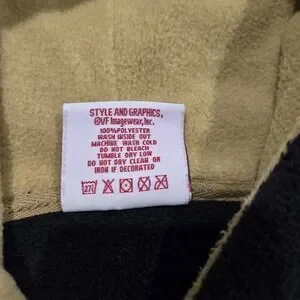 STYLE AND GRAPHICS,
©VF Imagewear, Inc.
100% POLYESTER
WASH INSIDE OUT
MACHINE WASH COLD
DO NOT BLEACH
TUMBLE DRY LOW
DO NOT DRY CLEAN OR
IRON IF DECORATED